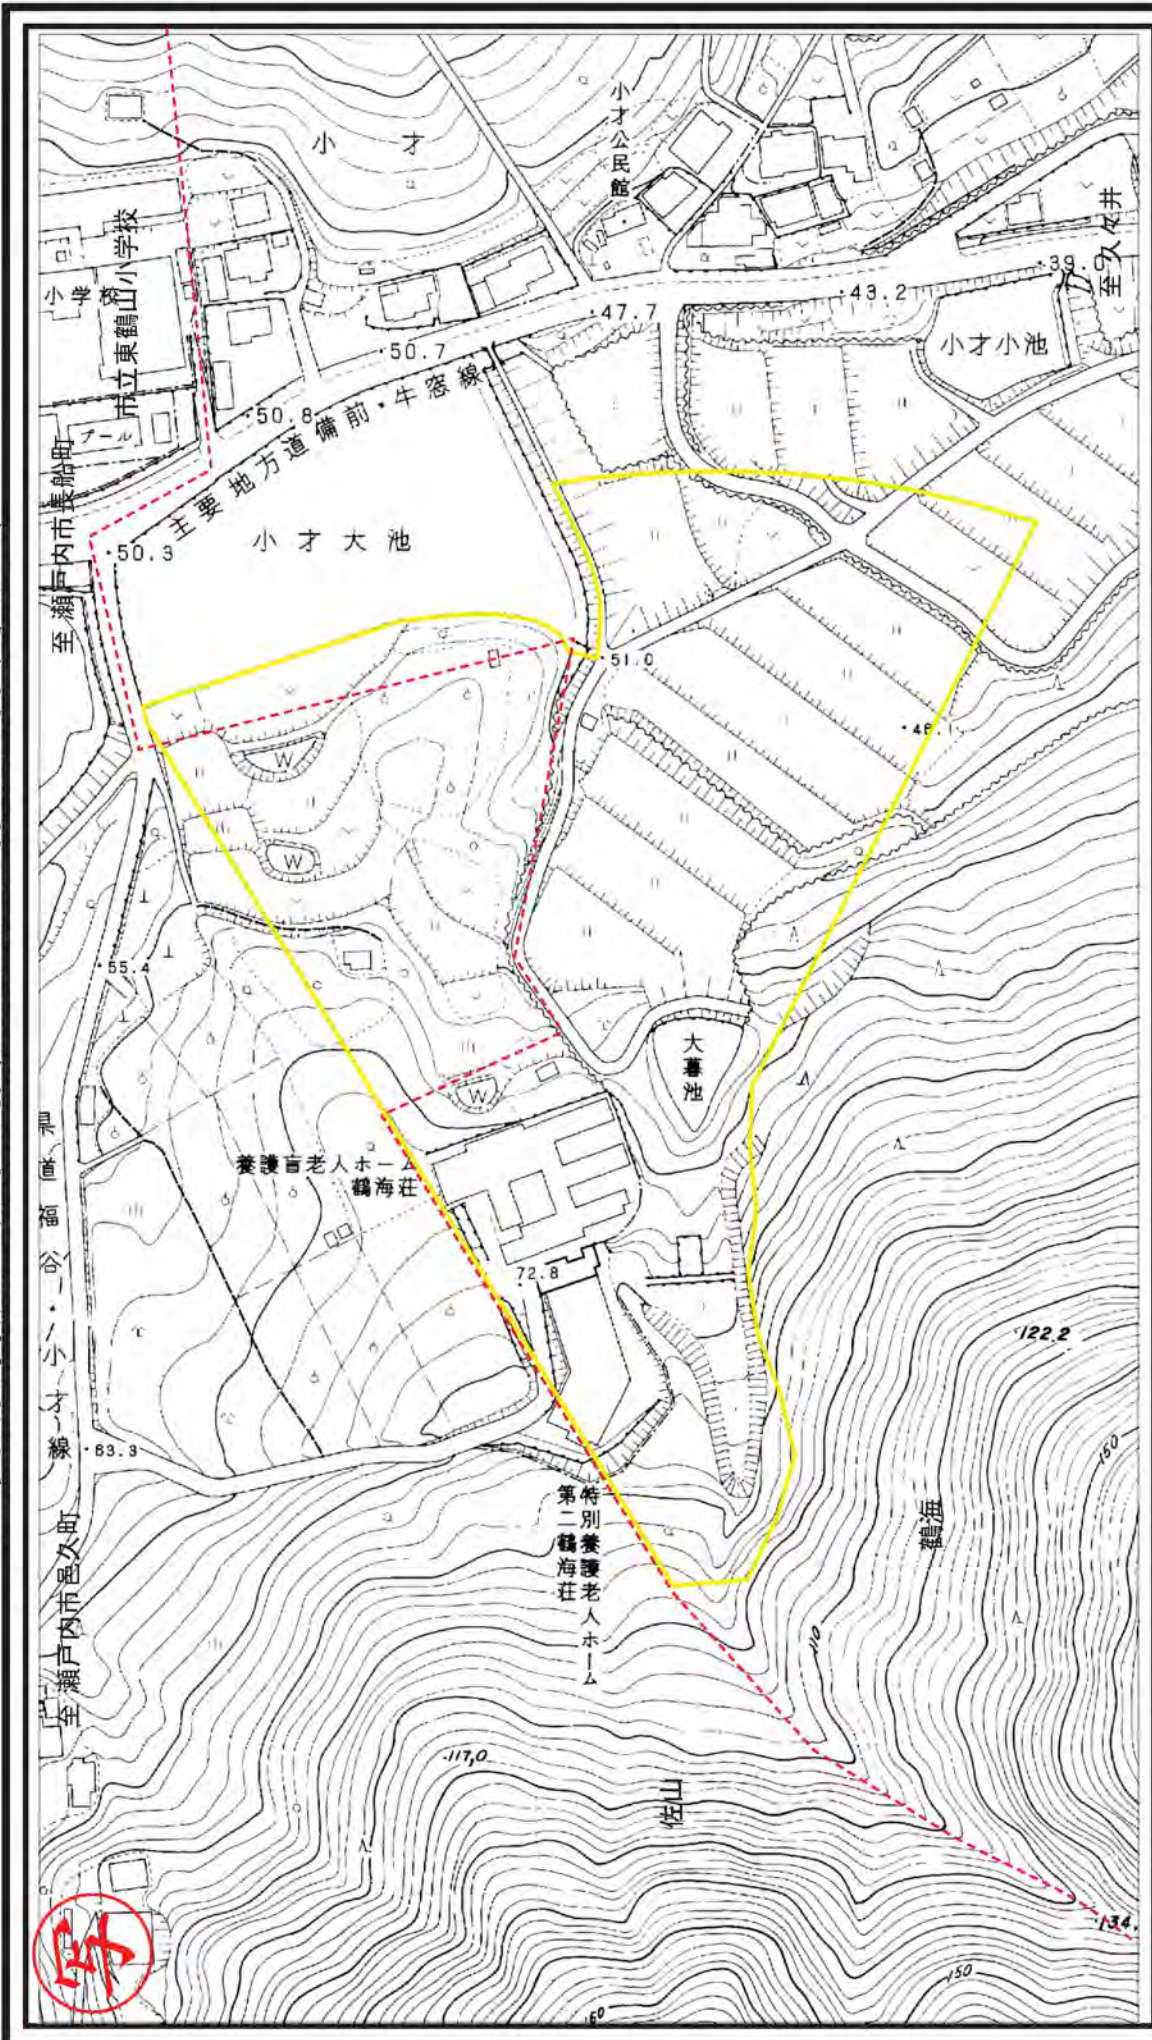 小才
小才公民館
市立東鶴山小学校
小学校
プール
至久々井
39.9
43.2
47.7
小才小池
50.7
50.8
主要地方道備前・牛窓線
至瀬戸内市長船町
50.3
小才大池
51.0
48.1
W
W
55.4
大暮池
W
養護盲老人ホーム
鶴海荘
72.8
県道福谷・小才線
122.2
63.3
150
特別養護老人ホーム
第二鶴海荘
鶴海
至瀬戸内市邑久町
110
117.0
佐山
134.
写
150